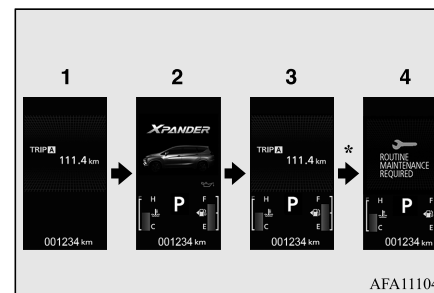 1 2 3 4
TRIP A
111.4 km
001234 km
XPANDER
H P F
C E
001234 km
TRIP A
111.4 km
H P F
C E
001234 km
*
ROUTINE
MAINTENANCE
REQUIRED
H P F
C E
001234 km
AFA11104